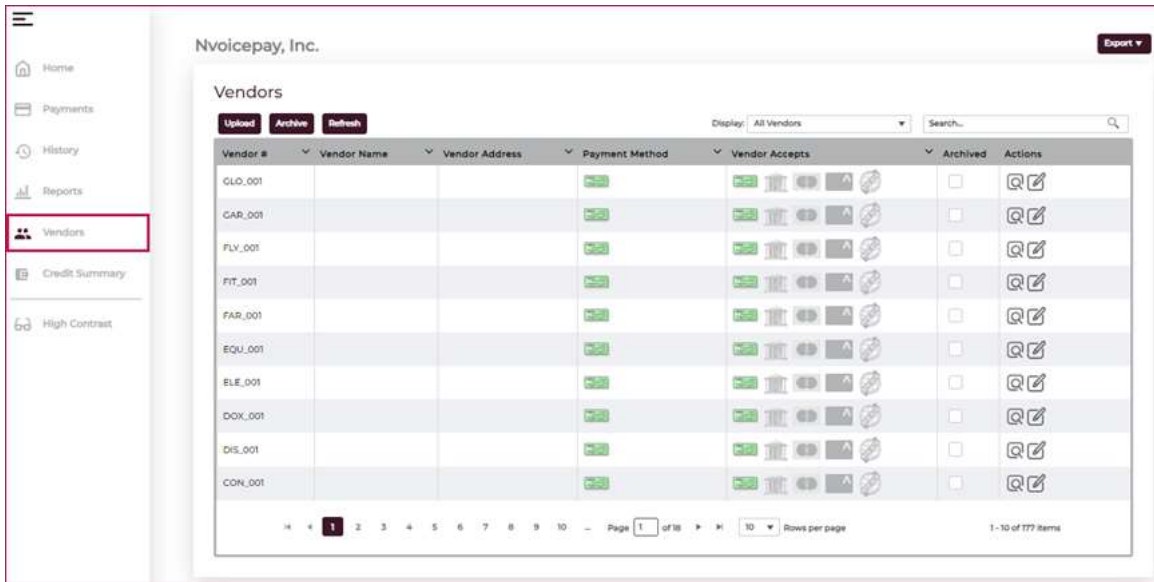 Nvoicepay, Inc.
Export
Home
Payments
History
Reports
Vendors
Credit Summary
High Contrast
Vendors
Upload Archive Refresh Display: All Vendors Search...
Vendor # Vendor Name Vendor Address Payment Method Vendor Accepts Archived Actions
GLO_001
GAR_001
FLY_001
FIT_001
FAR_001
EQU_001
ELE_001
DOX_001
DIS_001
CON_001
1 2 3 4 5 6 7 8 9 10 ... Page 1 of 18 10 Rows per page 1 - 10 of 177 items